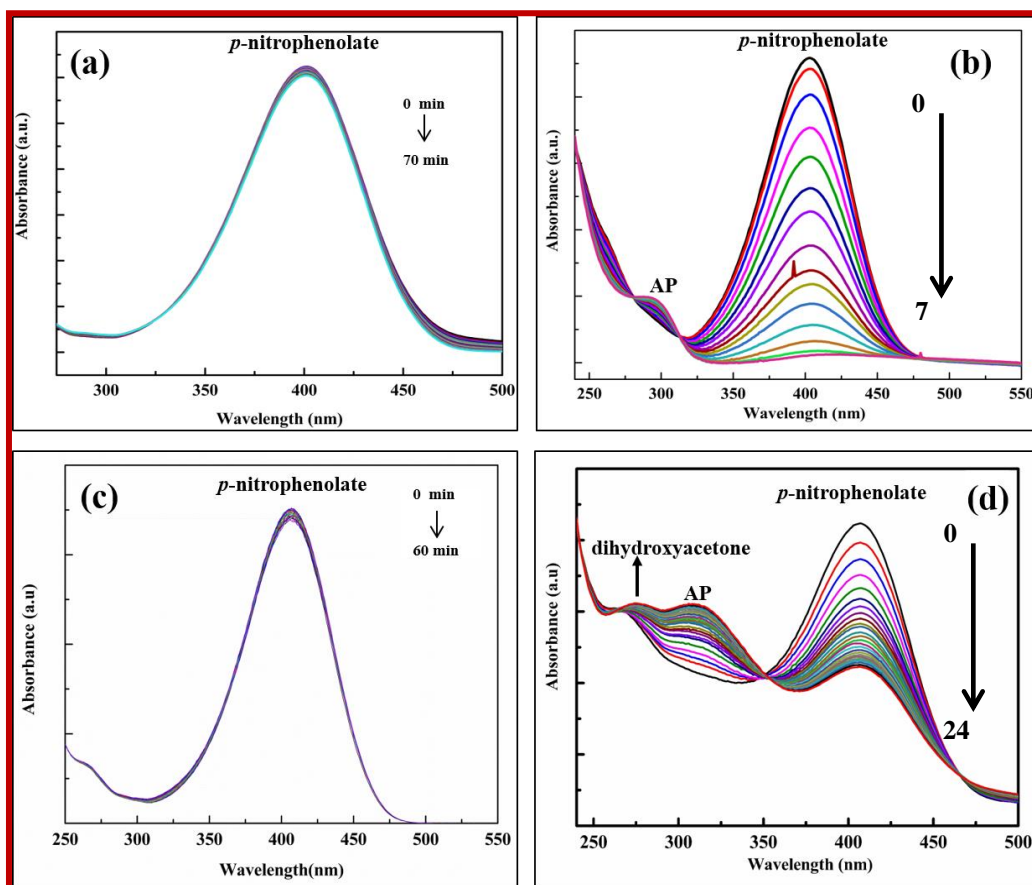 p-nitrophenolate
(a)
0 min
70 min
Absorbance (a.u.)
300 350 400 450 500
Wavelength (nm)
p-nitrophenolate
(b)
0
AP
7
Absorbance (a.u.)
250 300 350 400 450 500 550
Wavelength (nm)
p-nitrophenolate
(c)
0 min
60 min
Absorbance (a.u)
250 300 350 400 450 500 550
Wavelength(nm)
p-nitrophenolate
(d)
0
dihydroxyacetone
AP
24
Absorbance (a.u.)
250 300 350 400 450 500
Wavelength (nm)